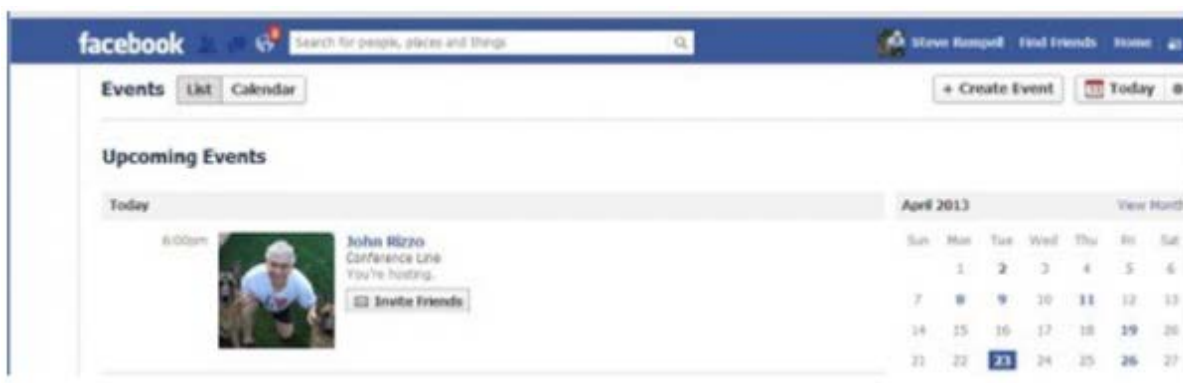 facebook
Search for people, places and things
Steve Rampell Find Friends Home
Events List Calendar
+ Create Event Today
Upcoming Events
Today
6:00pm
John Rizzo
Conference Line
You're hosting.
Invite Friends
April 2013 View Month
Sun Mon Tue Wed Thu Fri Sat
1 2 3 4 5 6
7 8 9 10 11 12 13
14 15 16 17 18 19 20
21 22 23 24 25 26 27